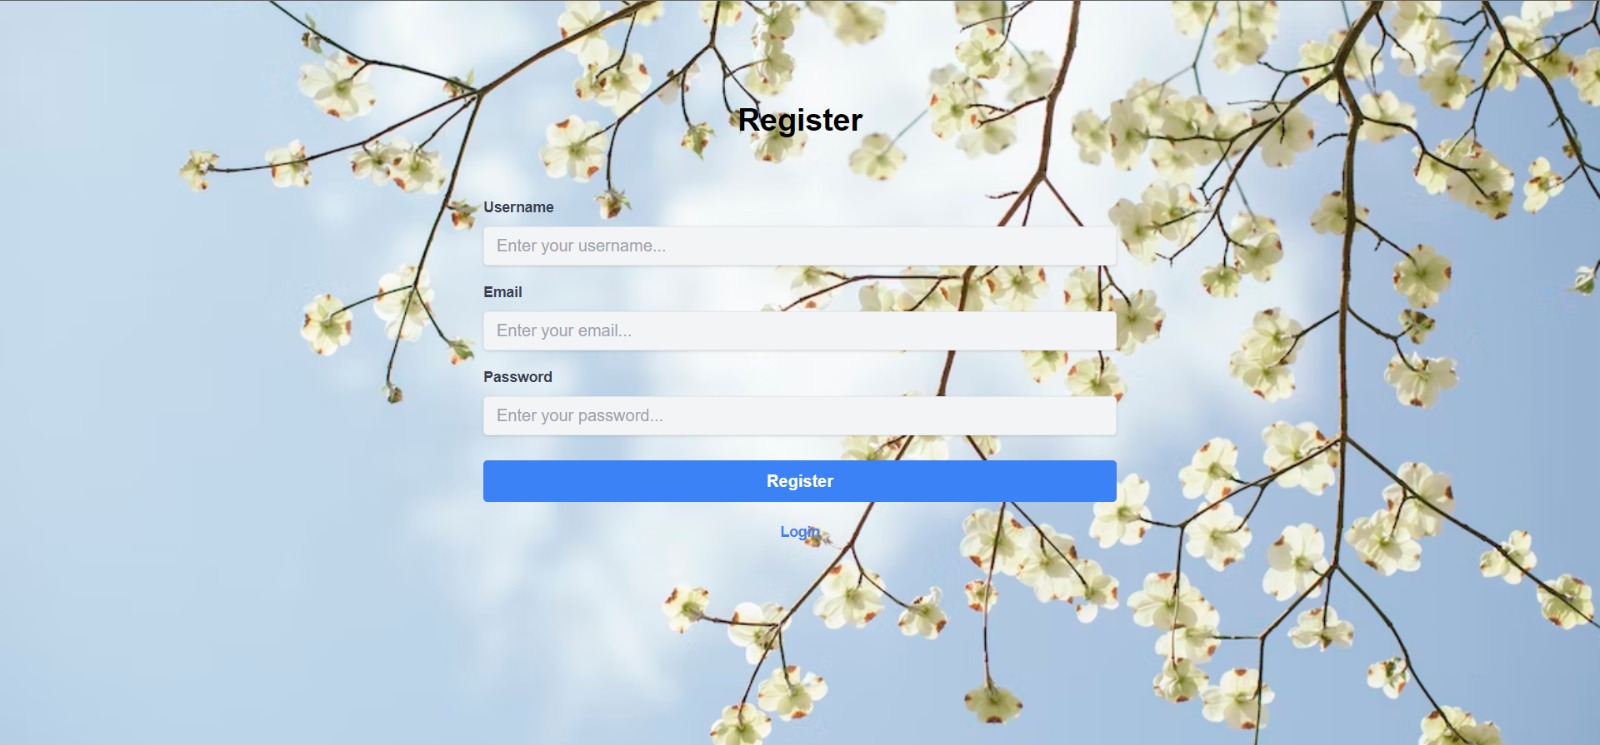 Register
Username
Enter your username...
Email
Enter your email...
Password
Enter your password...
Register
Login